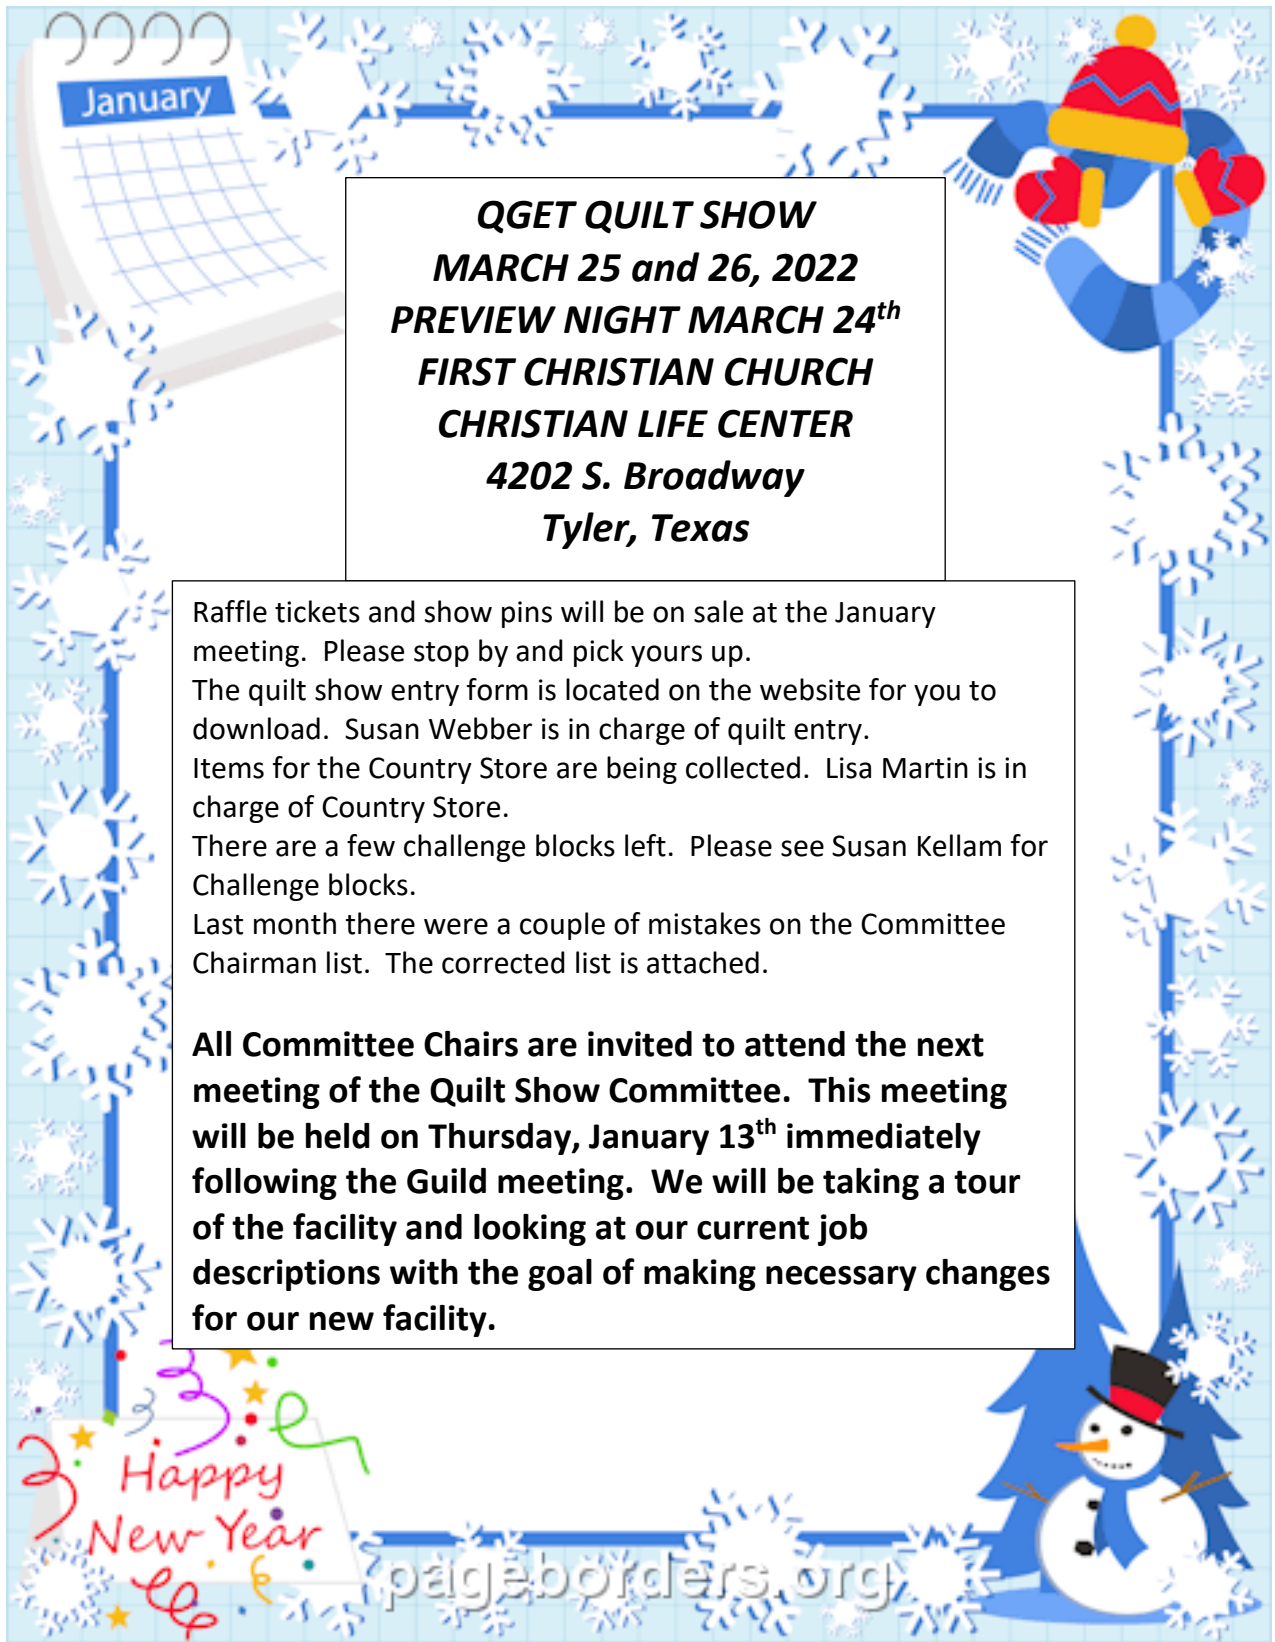 January
QGET QUILT SHOW
MARCH 25 and 26, 2022
PREVIEW NIGHT MARCH 24th
FIRST CHRISTIAN CHURCH
CHRISTIAN LIFE CENTER
4202 S. Broadway
Tyler, Texas
Raffle tickets and show pins will be on sale at the January
meeting.  Please stop by and pick yours up.
The quilt show entry form is located on the website for you to
download.  Susan Webber is in charge of quilt entry.
Items for the Country Store are being collected.  Lisa Martin is in
charge of Country Store.
There are a few challenge blocks left.  Please see Susan Kellam for
Challenge blocks.
Last month there were a couple of mistakes on the Committee
Chairman list.  The corrected list is attached.
All Committee Chairs are invited to attend the next
meeting of the Quilt Show Committee.  This meeting
will be held on Thursday, January 13th immediately
following the Guild meeting.  We will be taking a tour
of the facility and looking at our current job
descriptions with the goal of making necessary changes
for our new facility.
Happy
New Year
pageborders.org